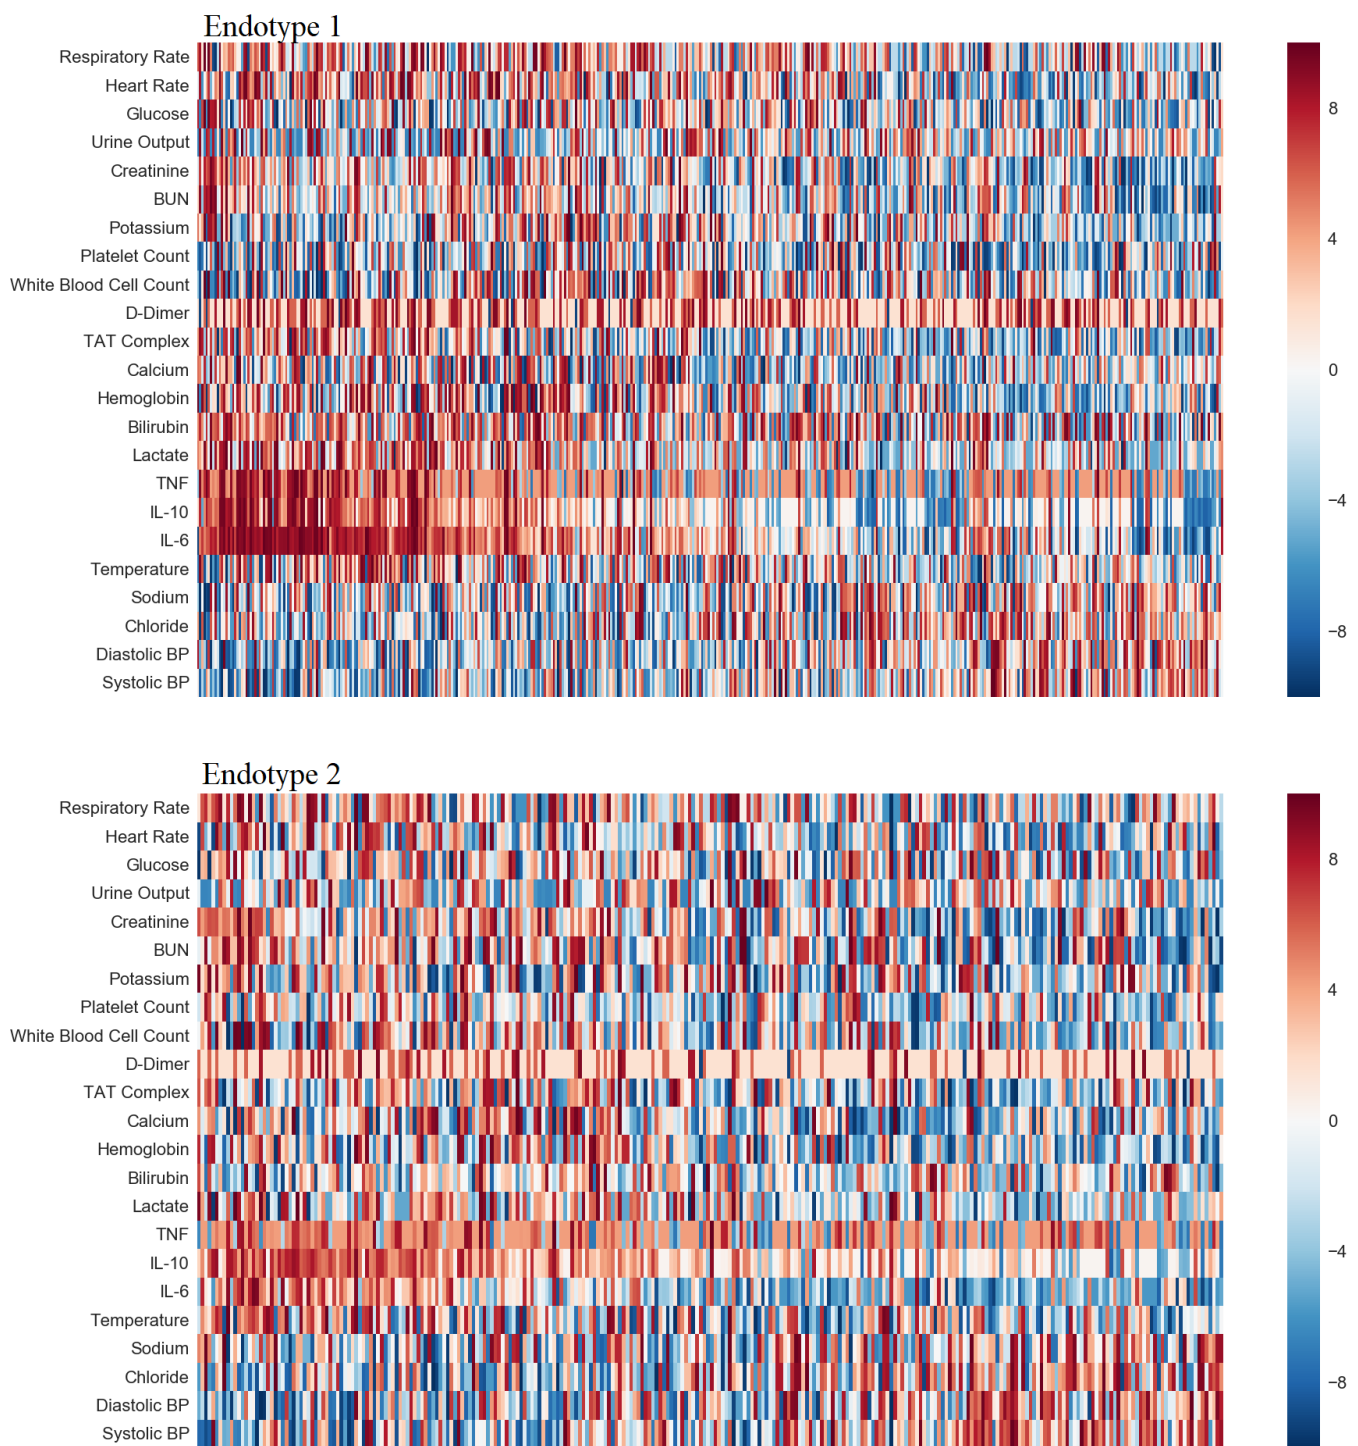 Endotype 1
Respiratory Rate
Heart Rate
Glucose
Urine Output
Creatinine
BUN
Potassium
Platelet Count
White Blood Cell Count
D-Dimer
TAT Complex
Calcium
Hemoglobin
Bilirubin
Lactate
TNF
IL-10
IL-6
Temperature
Sodium
Chloride
Diastolic BP
Systolic BP
8
4
0
−4
−8
Endotype 2
Respiratory Rate
Heart Rate
Glucose
Urine Output
Creatinine
BUN
Potassium
Platelet Count
White Blood Cell Count
D-Dimer
TAT Complex
Calcium
Hemoglobin
Bilirubin
Lactate
TNF
IL-10
IL-6
Temperature
Sodium
Chloride
Diastolic BP
Systolic BP
8
4
0
−4
−8